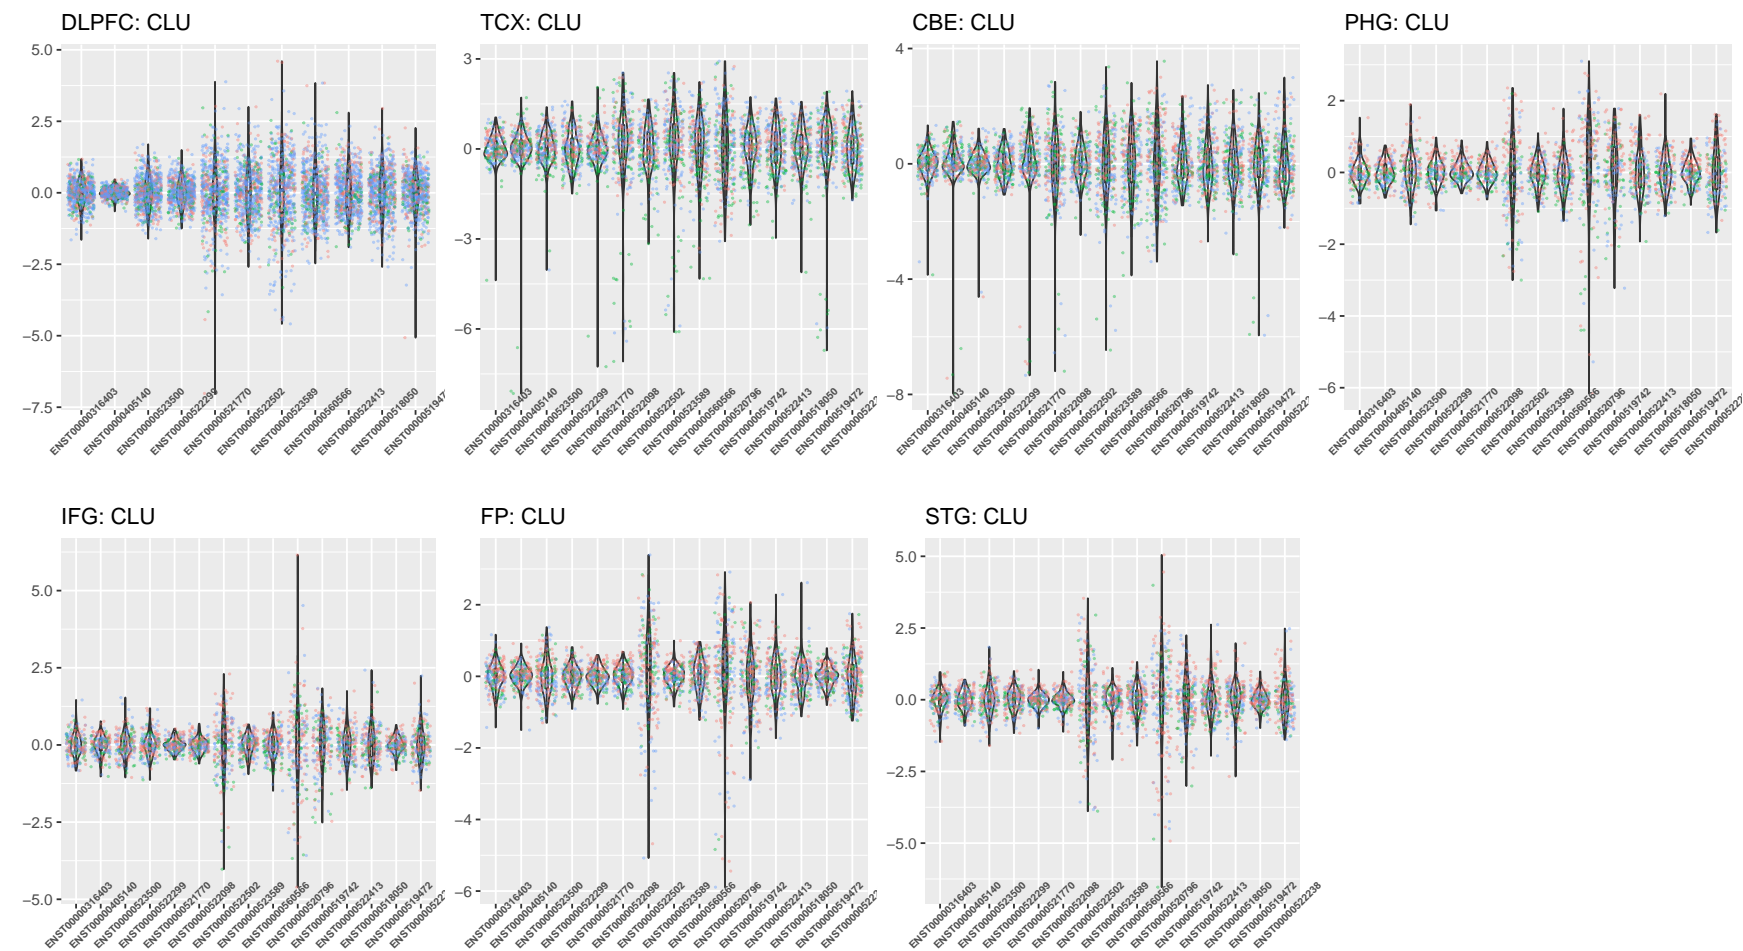 DLPFC: CLU
5.0
2.5
0.0
−2.5
−5.0
−7.5
ENST00000316403
ENST00000405140
ENST00000523500
ENST00000522299
ENST00000521770
ENST00000522502
ENST00000523589
ENST00000560566
ENST00000522413
ENST00000518050
ENST0000051947
TCX: CLU
3
0
−3
−6
ENST00000316403
ENST00000405140
ENST00000523500
ENST00000522299
ENST00000521770
ENST00000522098
ENST00000522502
ENST00000523589
ENST00000560566
ENST00000520796
ENST00000519742
ENST00000522413
ENST00000518050
ENST00000519472
ENST00000522
CBE: CLU
4
0
−4
−8
ENST00000316403
ENST00000405140
ENST00000523500
ENST00000522299
ENST00000521770
ENST00000522098
ENST00000522502
ENST00000523589
ENST00000560566
ENST00000520796
ENST00000519742
ENST00000522413
ENST00000518050
ENST00000519472
ENST00000522
PHG: CLU
2
0
−2
−4
−6
ENST00000316403
ENST00000405140
ENST00000523500
ENST00000522299
ENST00000521770
ENST00000522098
ENST00000522502
ENST00000523589
ENST00000560566
ENST00000520796
ENST00000519742
ENST00000522413
ENST00000518050
ENST00000519472
ENST00000522
IFG: CLU
5.0
2.5
0.0
−2.5
−5.0
ENST00000316403
ENST00000405140
ENST00000523500
ENST00000522299
ENST00000521770
ENST00000522098
ENST00000522502
ENST00000523589
ENST00000560566
ENST00000520796
ENST00000519742
ENST00000522413
ENST00000518050
ENST00000519472
ENST00000522
FP: CLU
2
0
−2
−4
−6
ENST00000316403
ENST00000405140
ENST00000523500
ENST00000522299
ENST00000521770
ENST00000522098
ENST00000522502
ENST00000523589
ENST00000560566
ENST00000520796
ENST00000519742
ENST00000522413
ENST00000518050
ENST00000519472
ENST00000522
STG: CLU
5.0
2.5
0.0
−2.5
−5.0
ENST00000316403
ENST00000405140
ENST00000523500
ENST00000522299
ENST00000521770
ENST00000522098
ENST00000522502
ENST00000523589
ENST00000560566
ENST00000520796
ENST00000519742
ENST00000522413
ENST00000518050
ENST00000519472
ENST00000522238